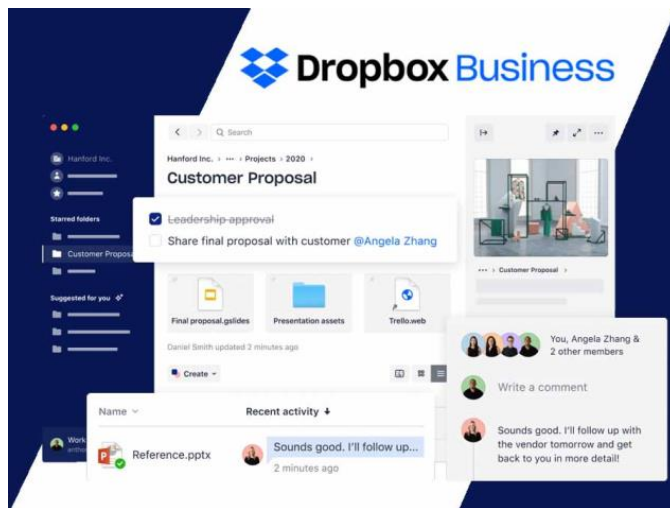 Dropbox Business
Search
Hanford Inc.
Hanford Inc. › ··· › Projects › 2020 ›
Customer Proposal
Starred folders
Customer Propos
Suggested for you
Leadership approval
Share final proposal with customer @Angela Zhang
Final proposal.gslides
Presentation assets
Trello.web
Daniel Smith updated 2 minutes ago
Create
··· › Customer Proposal ›
You, Angela Zhang &
2 other members
Write a comment
Sounds good. I'll follow up with
the vendor tomorrow and get
back to you in more detail!
Name
Recent activity ↓
Reference.pptx
Sounds good. I'll follow up...
2 minutes ago
Work